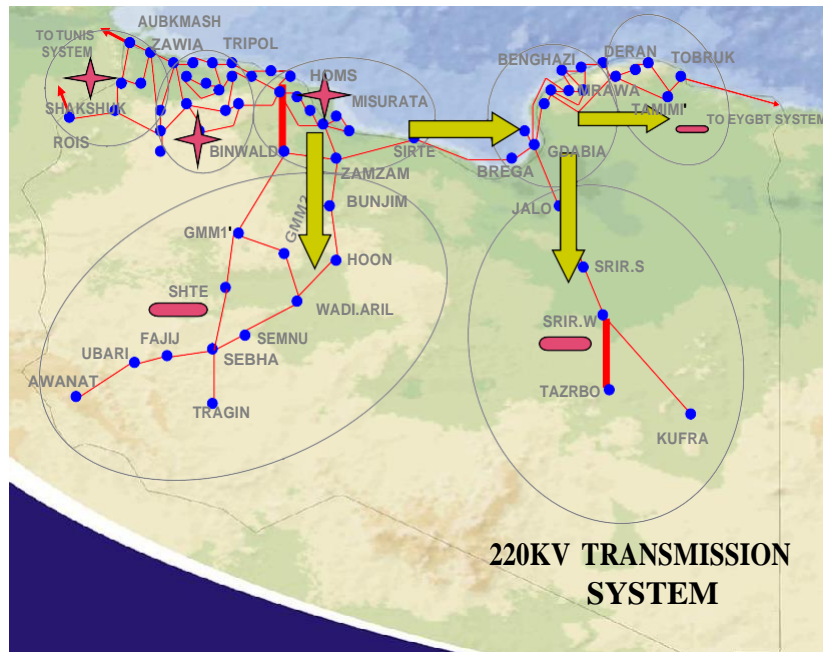 AUBKMASH
TO TUNIS
SYSTEM
ZAWIA
TRIPOL
HOMS
MISURATA
SHAKSHUK
ROIS
BINWALD
ZAMZAM
SIRTE
BENGHAZI
DERAN
TOBRUK
MRAWA
TAMIMI'
TO EYGBT SYSTEM
GDABIA
BREGA
JALO
BUNJIM
GMM1'
GMM2
HOON
SRIR.S
SHTE
WADI.ARIL
SRIR.W
SEMNU
FAJIJ
UBARI
SEBHA
AWANAT
TRAGIN
TAZRBO
KUFRA
220KV TRANSMISSION
SYSTEM